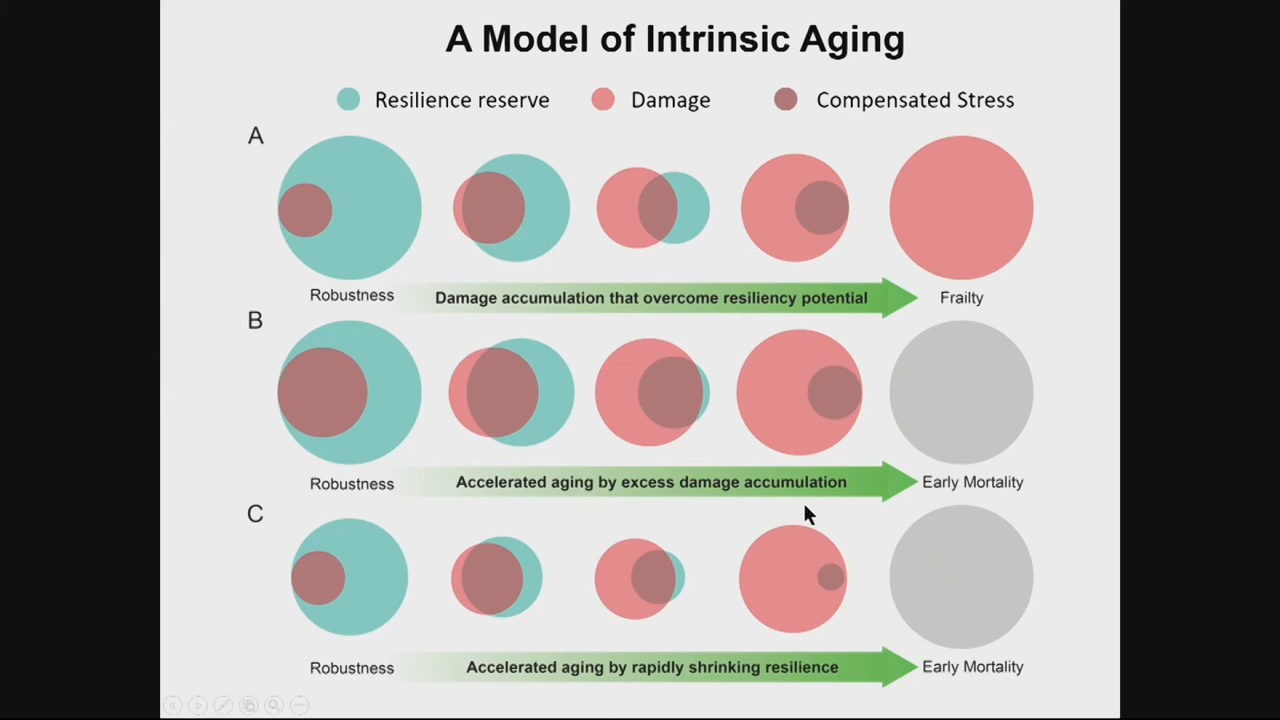 A Model of Intrinsic Aging
Resilience reserve Damage Compensated Stress
A
Robustness Damage accumulation that overcome resiliency potential Frailty
B
Robustness Accelerated aging by excess damage accumulation Early Mortality
C
Robustness Accelerated aging by rapidly shrinking resilience Early Mortality